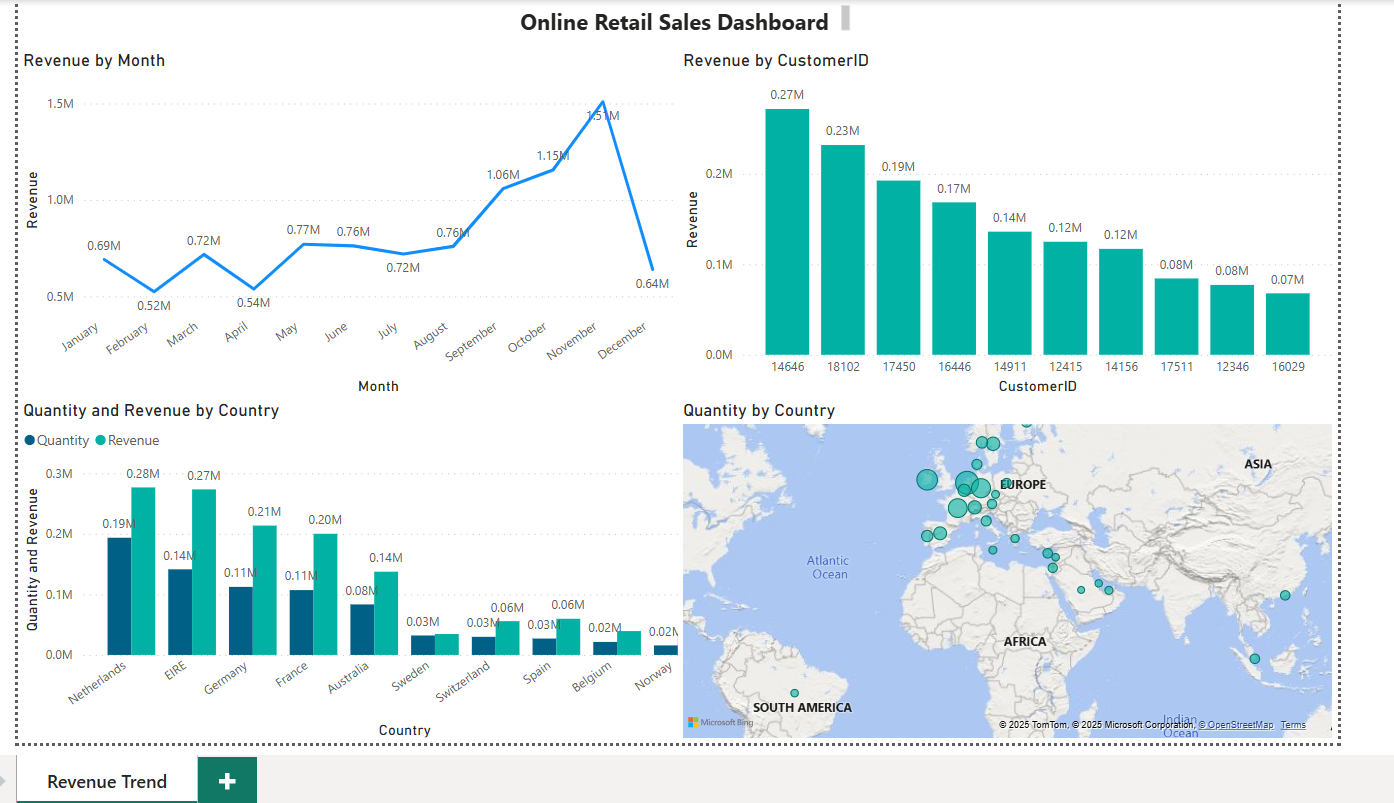 Online Retail Sales Dashboard
Revenue by Month
Revenue
1.5M
1.0M
0.5M
0.69M
0.52M
0.72M
0.54M
0.77M
0.76M
0.72M
0.76M
1.06M
1.15M
1.51M
0.64M
January
February
March
April
May
June
July
August
September
October
November
December
Month
Revenue by CustomerID
Revenue
0.2M
0.1M
0.0M
0.27M
0.23M
0.19M
0.17M
0.14M
0.12M
0.12M
0.08M
0.08M
0.07M
14646
18102
17450
16446
14911
12415
14156
17511
12346
16029
CustomerID
Quantity and Revenue by Country
Quantity
Revenue
Quantity and Revenue
0.3M
0.2M
0.1M
0.0M
0.19M
0.28M
0.14M
0.27M
0.11M
0.21M
0.11M
0.20M
0.08M
0.14M
0.03M
0.03M
0.06M
0.03M
0.06M
0.02M
0.02M
Netherlands
EIRE
Germany
France
Australia
Sweden
Switzerland
Spain
Belgium
Norway
Country
Quantity by Country
ASIA
EUROPE
Atlantic
Ocean
AFRICA
SOUTH AMERICA
Indian
Ocean
Microsoft Bing
© 2025 TomTom, © 2025 Microsoft Corporation, © OpenStreetMap Terms
Revenue Trend
+